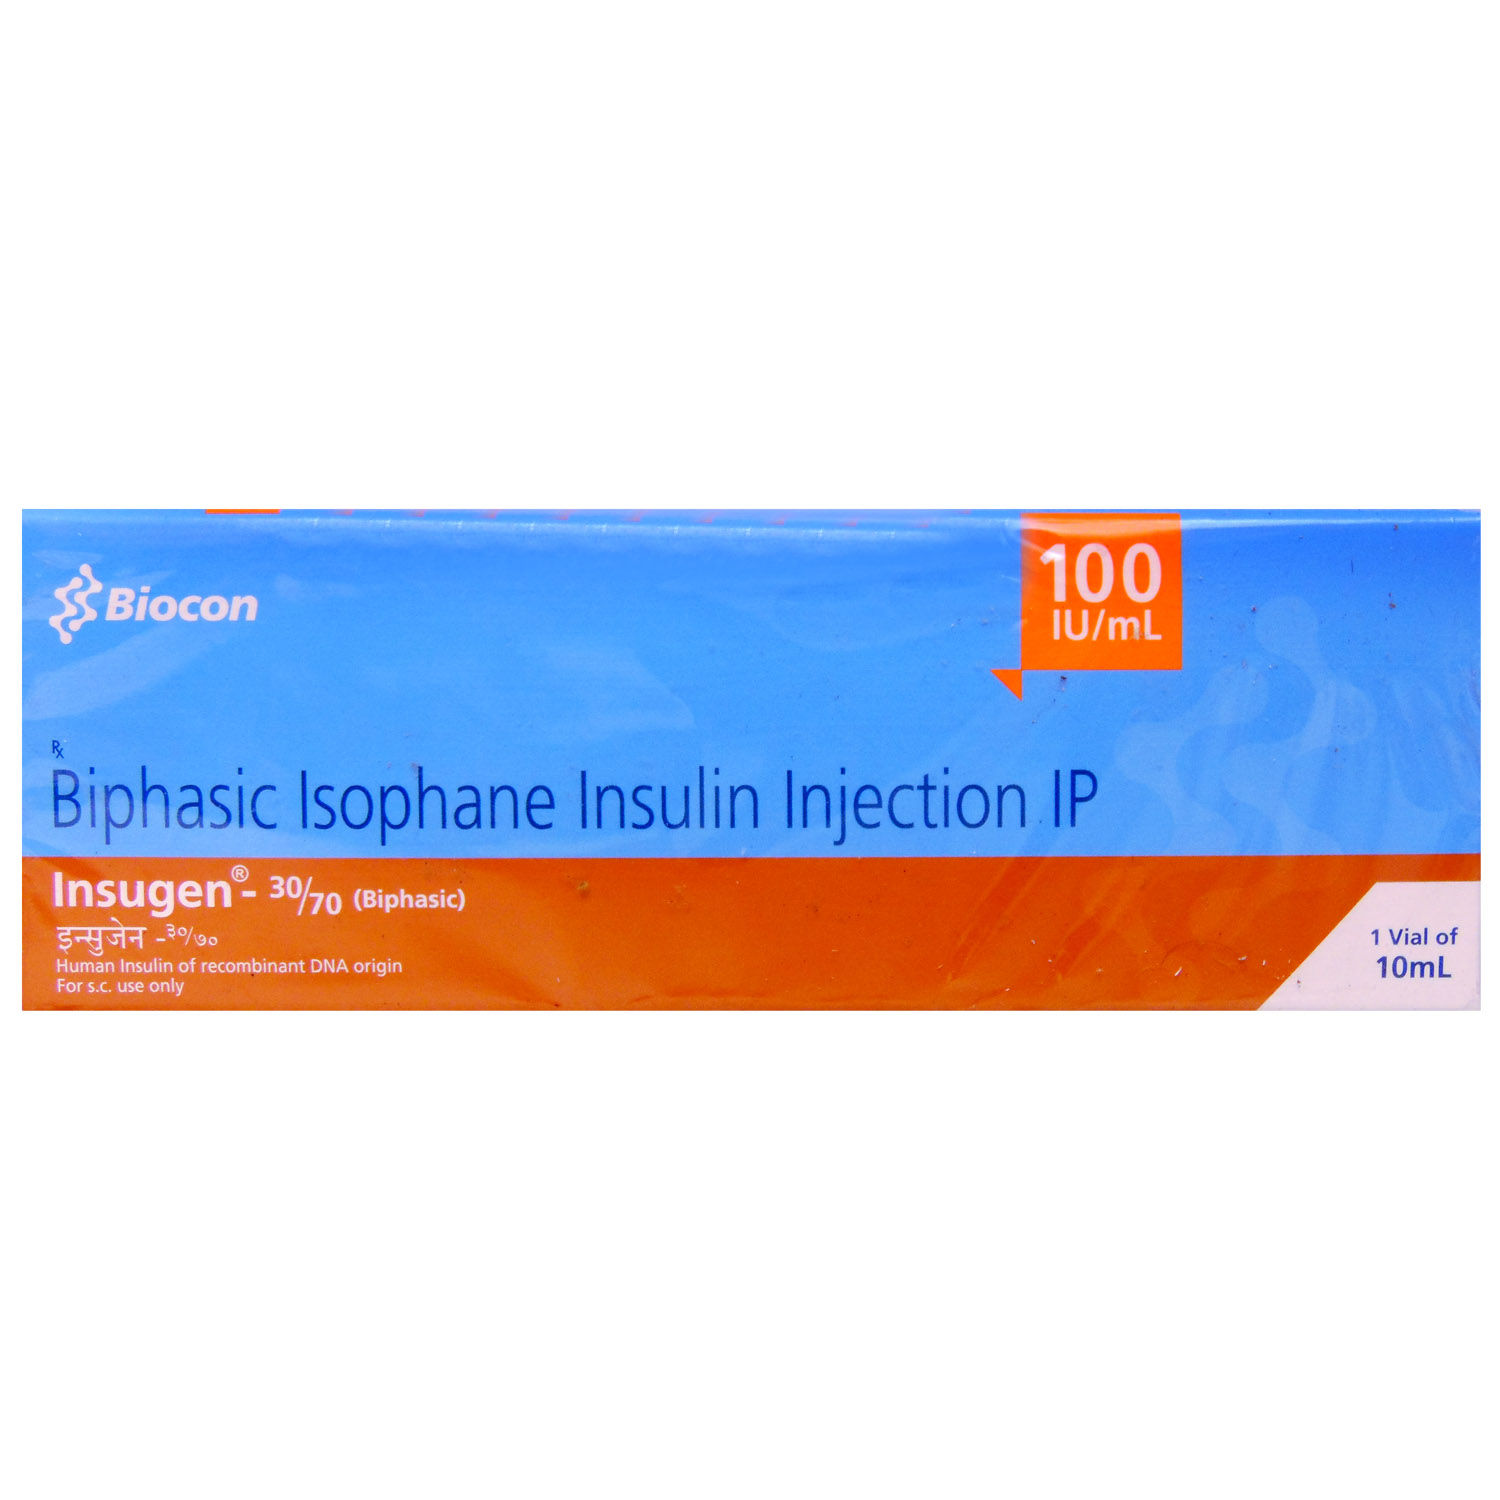 Biocon
100
IU/mL
Rx
Biphasic Isophane Insulin Injection IP
Insugen®- 30/70 (Biphasic)
इन्सुजेन -३०/७०
Human Insulin of recombinant DNA origin
For s.c. use only
1 Vial of
10mL